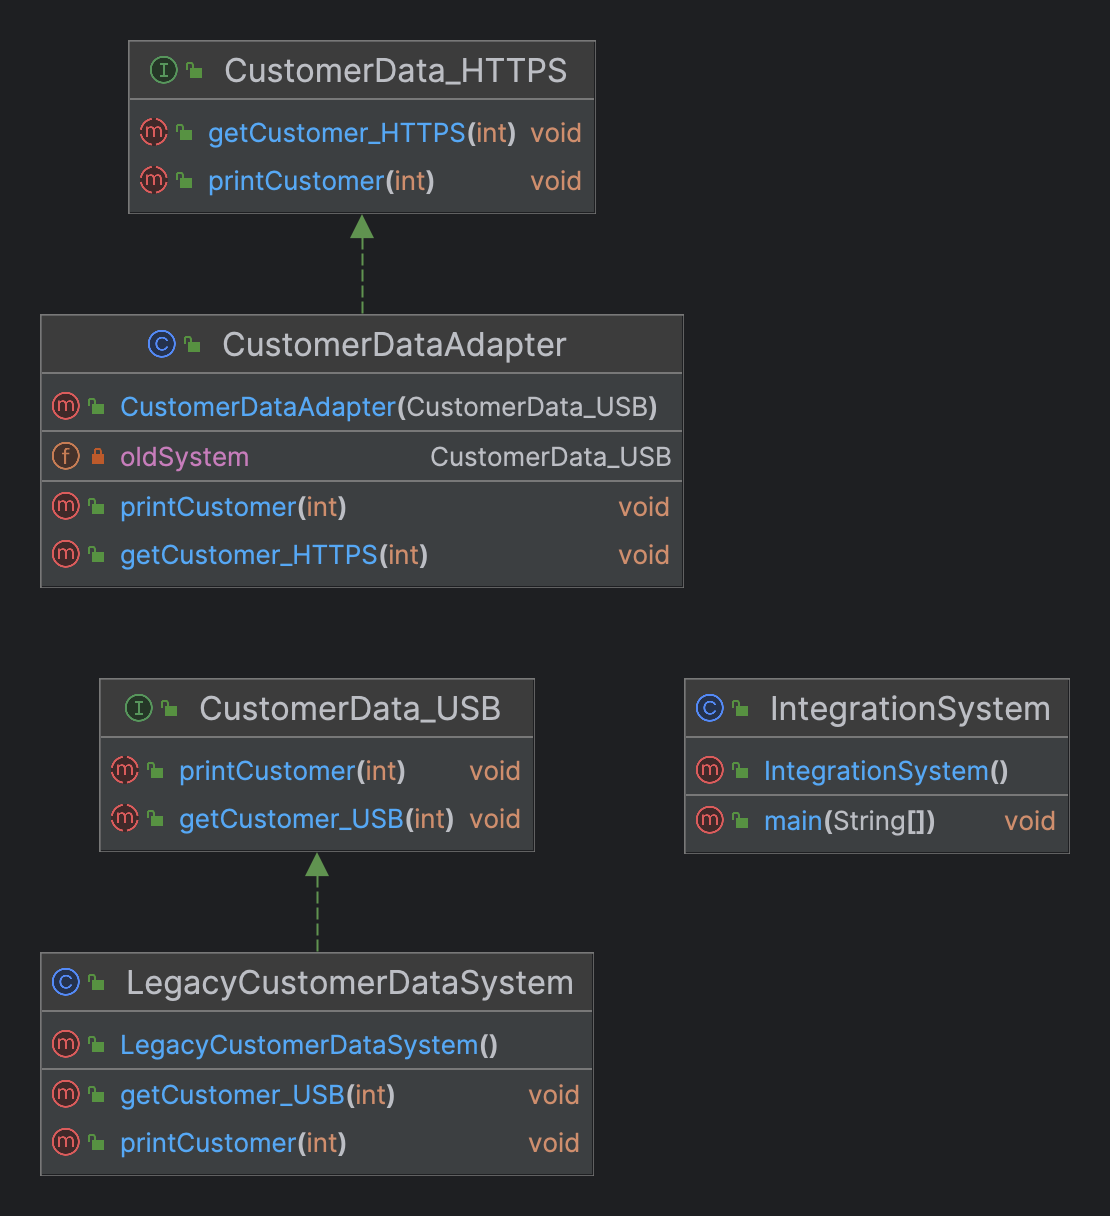 I CustomerData_HTTPS
m getCustomer_HTTPS(int) void
m printCustomer(int) void
C CustomerDataAdapter
m CustomerDataAdapter(CustomerData_USB)
f oldSystem CustomerData_USB
m printCustomer(int) void
m getCustomer_HTTPS(int) void
I CustomerData_USB
m printCustomer(int) void
m getCustomer_USB(int) void
C IntegrationSystem
m IntegrationSystem()
m main(String[]) void
C LegacyCustomerDataSystem
m LegacyCustomerDataSystem()
m getCustomer_USB(int) void
m printCustomer(int) void